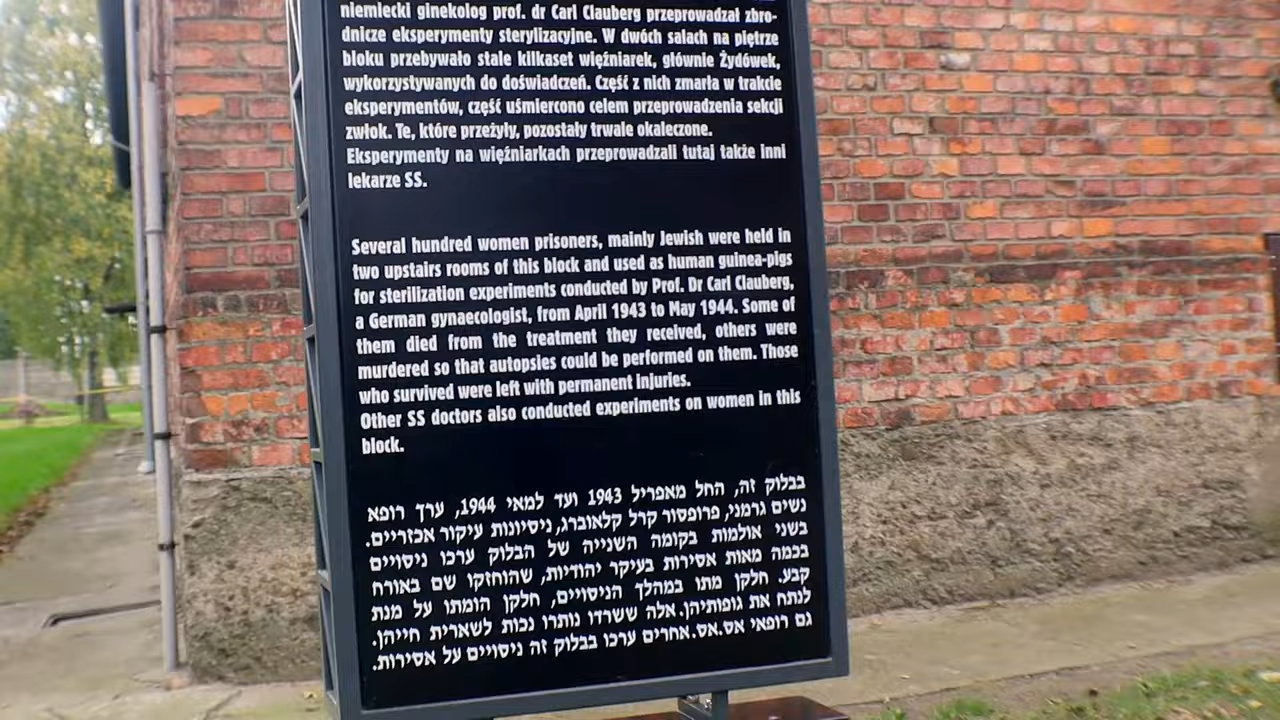 niemiecki ginekolog prof. dr Carl Clauberg przeprowadzał zbro-
dnicze eksperymenty sterylizacyjne. W dwóch salach na piętrze
bloku przebywało stale kilkaset więźniarek, głównie Żydówek,
wykorzystywanych do doświadczeń. Część z nich zmarła w trakcie
eksperymentów, część uśmiercono celem przeprowadzenia sekcji
zwłok. Te, które przeżyły, pozostały trwale okaleczone.
Eksperymenty na więźniarkach przeprowadzali tutaj także inni
lekarze SS.
Several hundred women prisoners, mainly Jewish were held in
two upstairs rooms of this block and used as human guinea-pigs
for sterilization experiments conducted by Prof. Dr Carl Clauberg,
a German gynaecologist, from April 1943 to May 1944. Some of
them died from the treatment they received, others were
murdered so that autopsies could be performed on them. Those
who survived were left with permanent injuries.
Other SS doctors also conducted experiments on women in this
block.
בבלוק זה, החל מאפריל 1943 ועד למאי 1944, ערך רופא
נשים גרמני, פרופסור קרל קלאוברג, ניסיונות עיקור אכזריים.
בשני אולמות בקומה השנייה של הבלוק ערכו ניסויים
בכמה מאות אסירות בעיקר יהודיות, שהוחזקו שם באורח
קבע. חלקן מתו במהלך הניסויים, חלקן הומתו על מנת
לנתח את גופותיהן. אלה ששרדו נותרו נכות לשארית חייהן.
גם רופאי אס.אס. אחרים ערכו בבלוק זה ניסויים על אסירות.